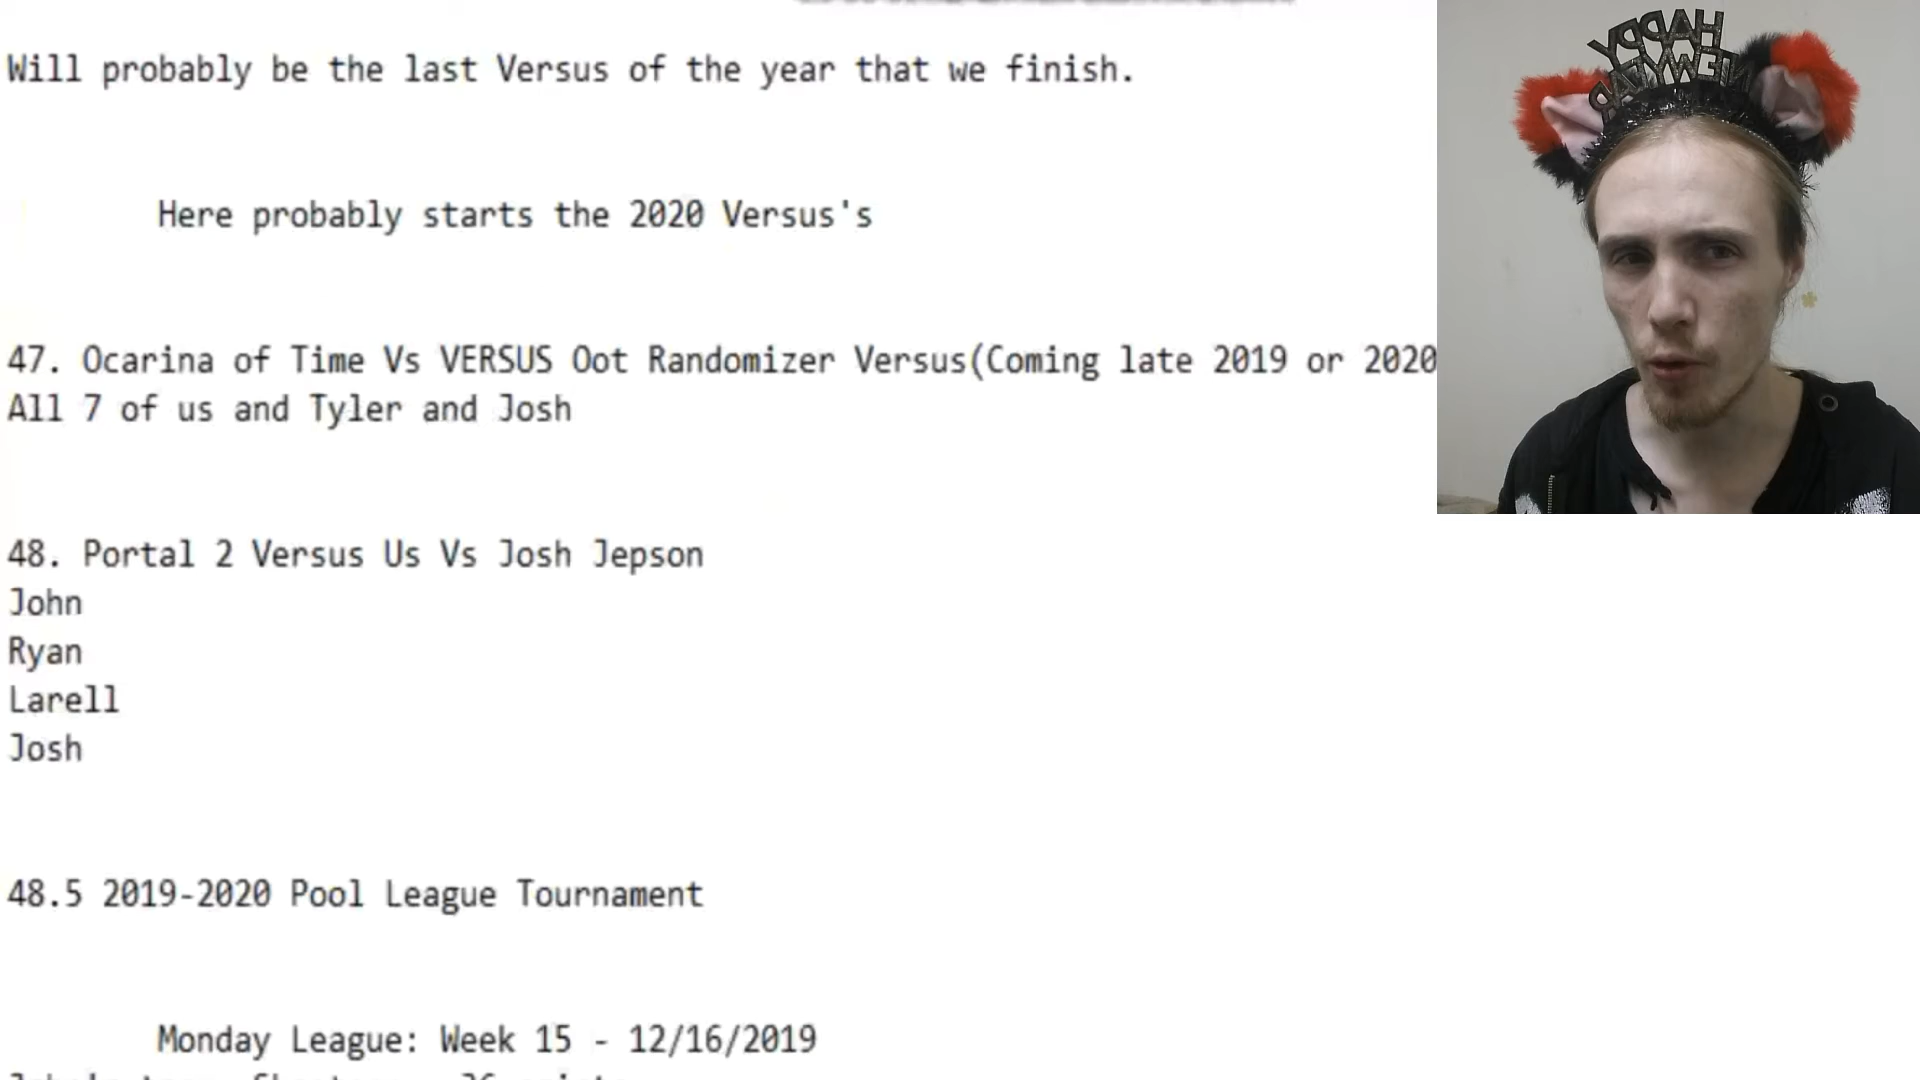 Will probably be the last Versus of the year that we finish.
Here probably starts the 2020 Versus's
47. Ocarina of Time Vs VERSUS Oot Randomizer Versus(Coming late 2019 or 2020
All 7 of us and Tyler and Josh
48. Portal 2 Versus Us Vs Josh Jepson
John
Ryan
Larell
Josh
48.5 2019-2020 Pool League Tournament
Monday League: Week 15 - 12/16/2019
HAPPY
NEW YEAR